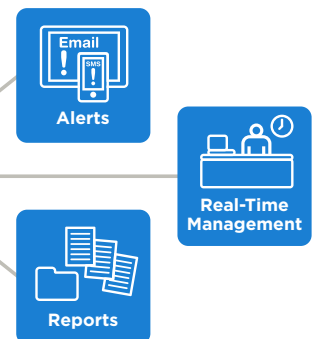 Email
!
SMS
!
Alerts
Real-Time
Management
Reports